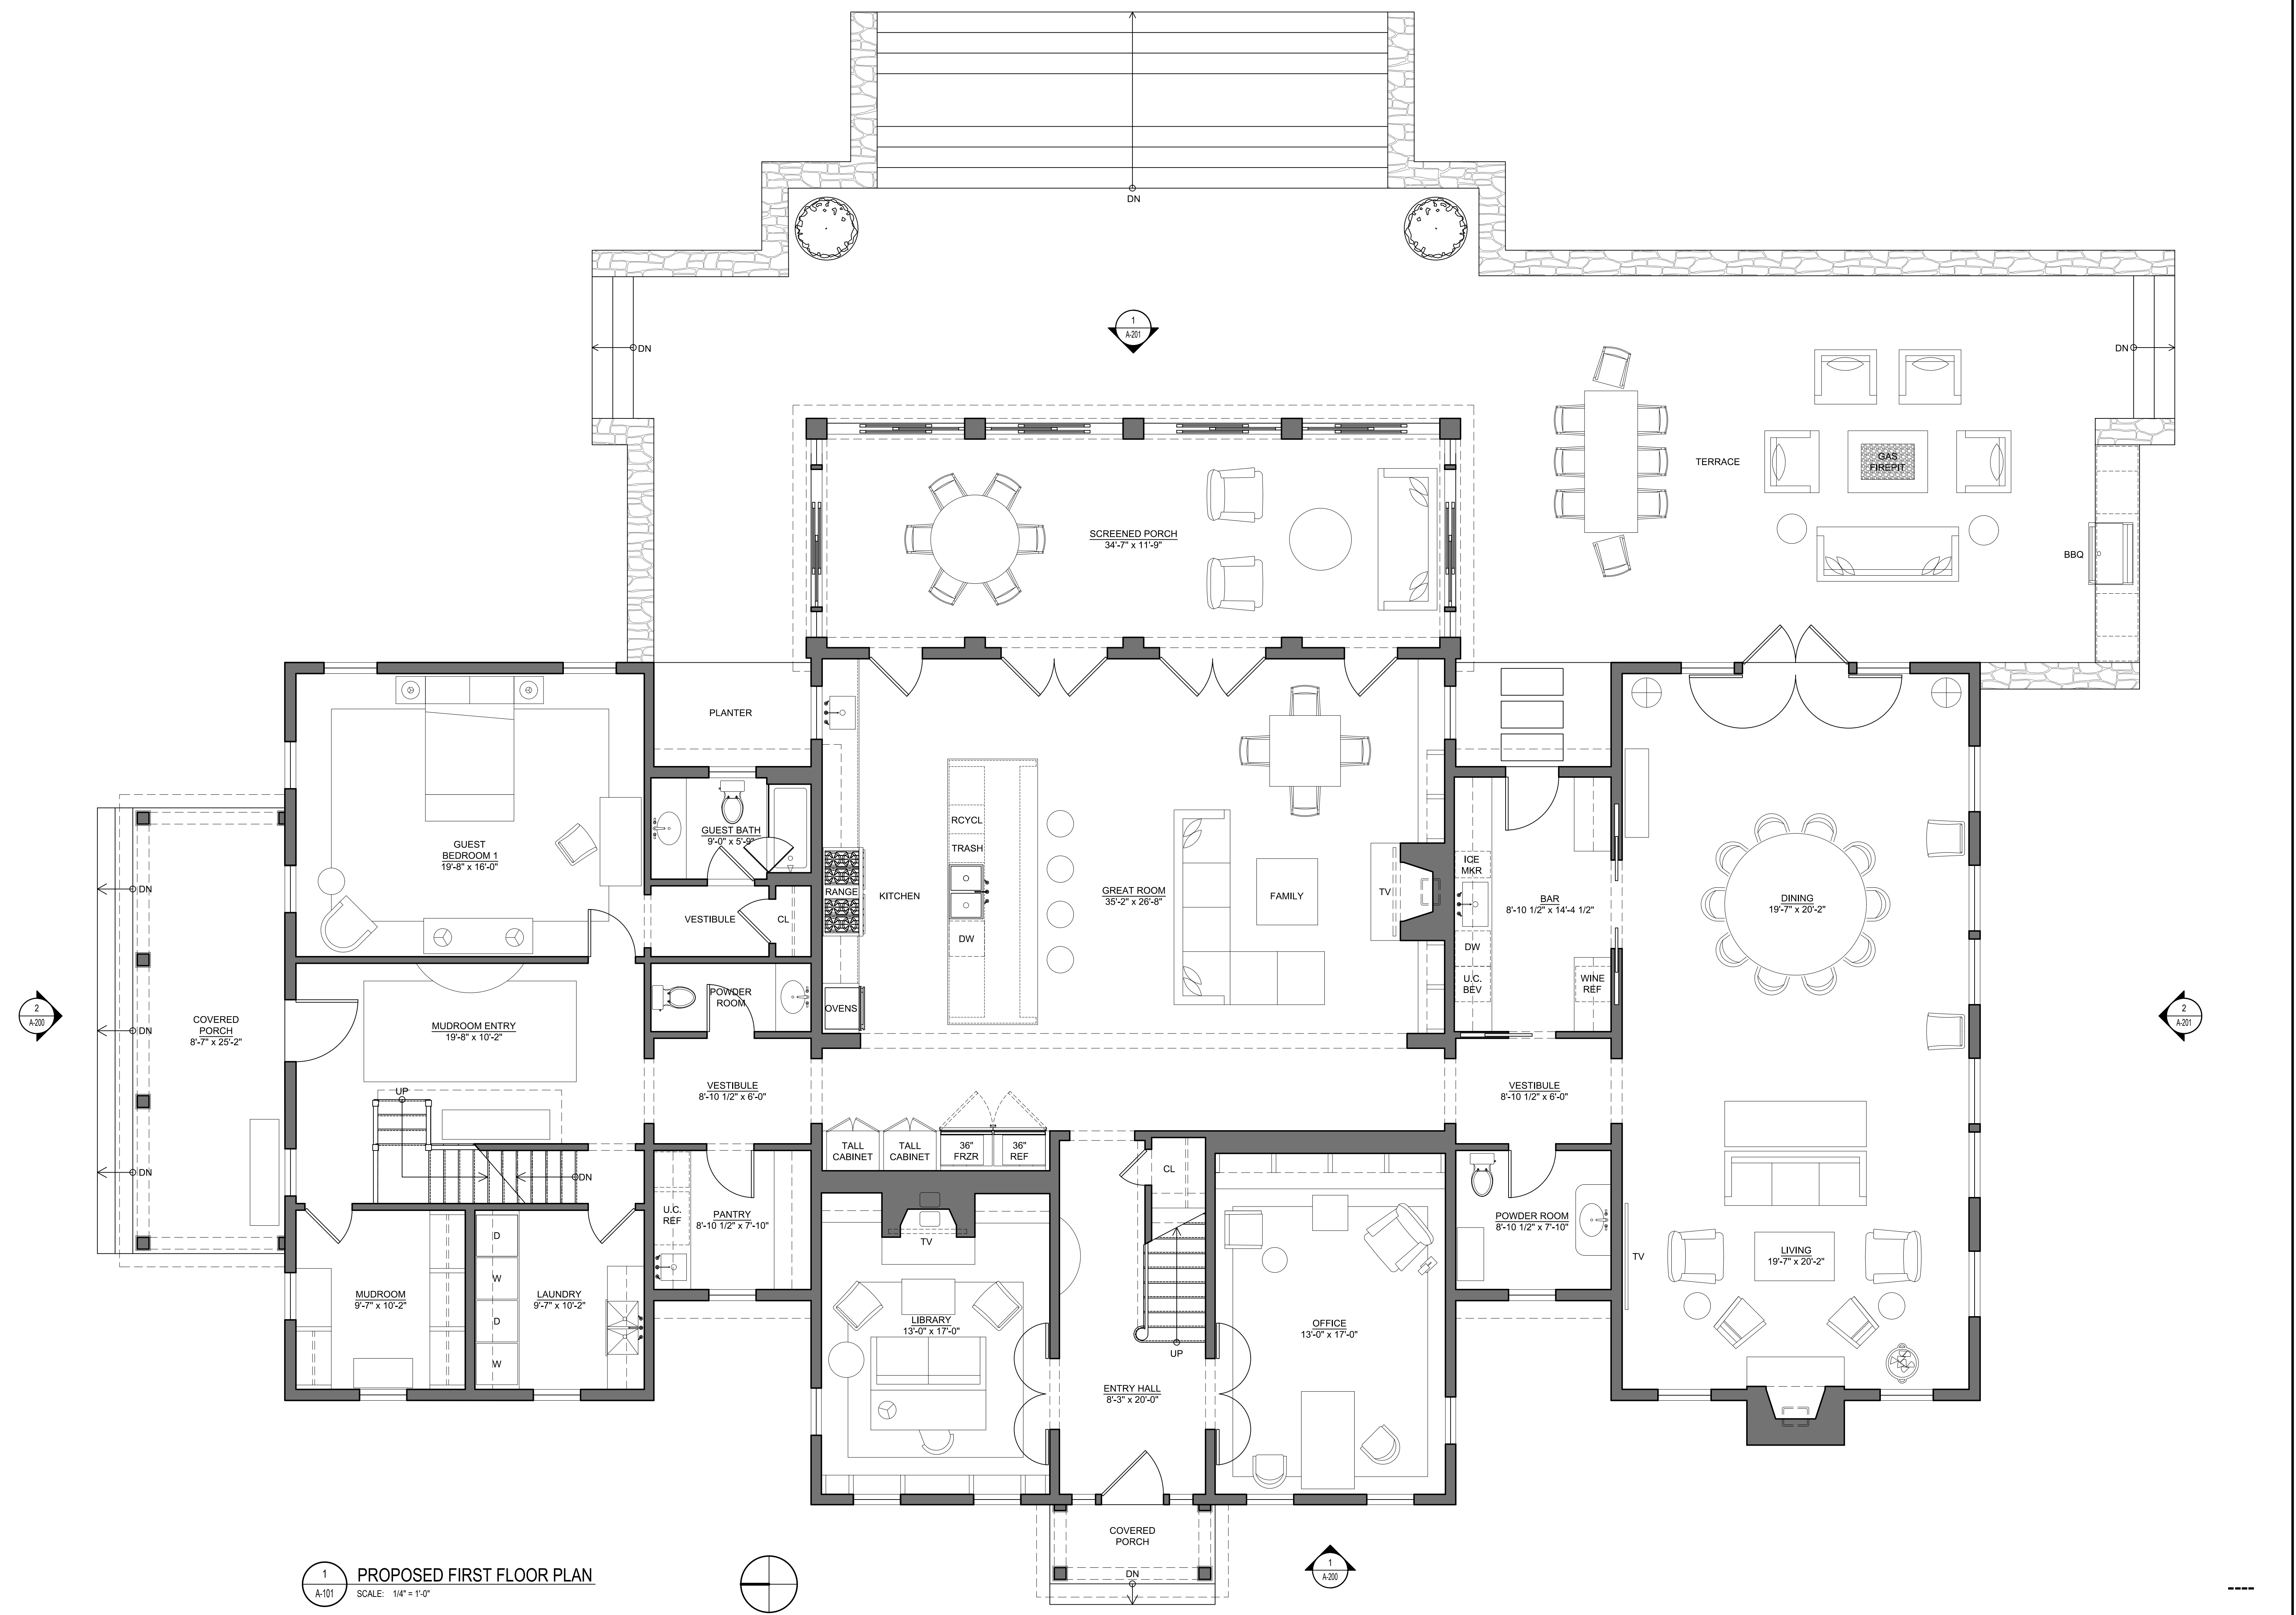 DN
1
A-201
DN
DN
TERRACE
GAS
FIREPIT
SCREENED PORCH
34'-7" x 11'-9"
BBQ
PLANTER
RCYCL
GUEST BATH
9'-0" x 5'-9"
TRASH
GUEST
BEDROOM 1
19'-8" x 16'-0"
ICE
MKR
DN
RANGE
KITCHEN
GREAT ROOM
35'-2" x 26'-8"
FAMILY
TV
BAR
8'-10 1/2" x 14'-4 1/2"
DINING
19'-7" x 20'-2"
VESTIBULE
CL
DW
DW
U.C.
BEV
WINE
REF
POWDER
ROOM
OVENS
2
A-200
COVERED
PORCH
8'-7" x 25'-2"
DN
MUDROOM ENTRY
19'-8" x 10'-2"
2
A-201
UP
VESTIBULE
8'-10 1/2" x 6'-0"
VESTIBULE
8'-10 1/2" x 6'-0"
TALL
CABINET
TALL
CABINET
36"
FRZR
36"
REF
DN
DN
CL
U.C.
REF
PANTRY
8'-10 1/2" x 7'-10"
POWDER ROOM
8'-10 1/2" x 7'-10"
D
TV
TV
LIVING
19'-7" x 20'-2"
W
MUDROOM
9'-7" x 10'-2"
LAUNDRY
9'-7" x 10'-2"
D
W
LIBRARY
13'-0" x 17'-0"
OFFICE
13'-0" x 17'-0"
UP
ENTRY HALL
8'-3" x 20'-0"
COVERED
PORCH
DN
1
A-200
1
A-101
PROPOSED FIRST FLOOR PLAN
SCALE: 1/4" = 1'-0"